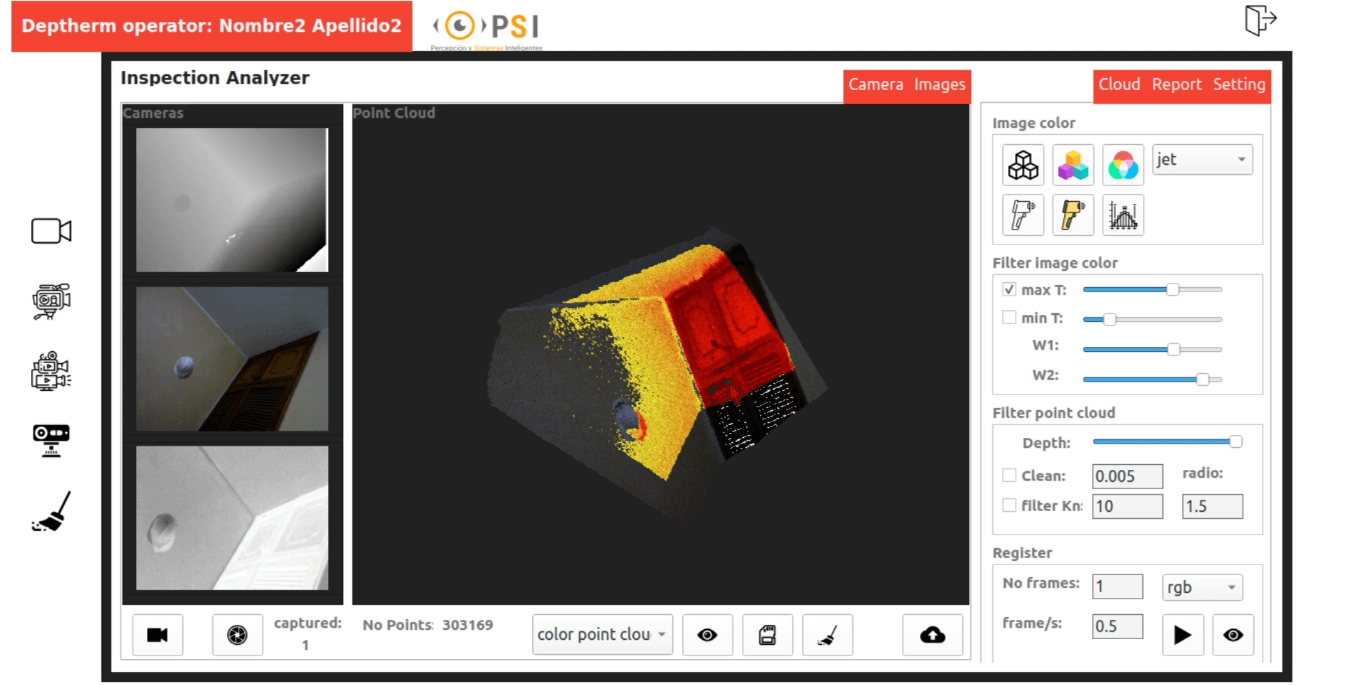 Deptherm operator: Nombre2 Apellido2
PSI
Percepción y Sistemas Inteligentes
Inspection Analyzer
Camera Images
Cloud Report Setting
Cameras
Point Cloud
Image color
jet
Filter image color
max T:
min T:
W1:
W2:
Filter point cloud
Depth:
Clean: 0.005 radio:
filter Kn: 10 1.5
Register
No frames: 1 rgb
frame/s: 0.5
captured:
1
No Points: 303169
color point clou